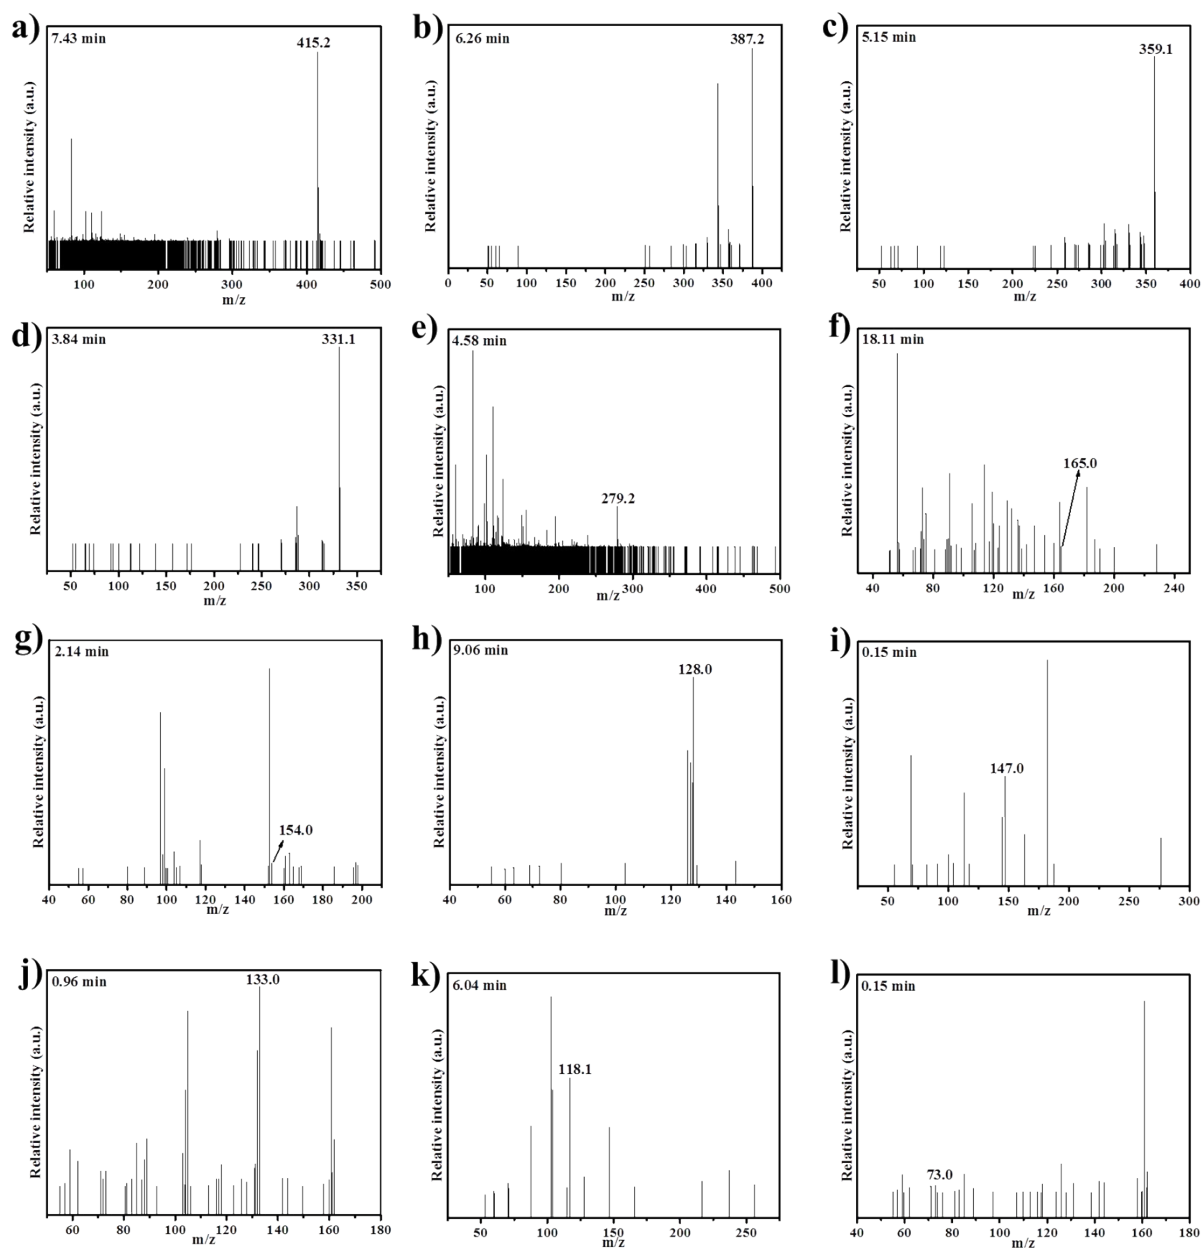 a)
7.43 min
415.2
Relative intensity (a.u.)
100 200 300 400 500
m/z
b)
6.26 min
387.2
Relative intensity (a.u.)
0 50 100 150 200 250 300 350 400
m/z
c)
5.15 min
359.1
Relative intensity (a.u.)
50 100 150 200 250 300 350 400
m/z
d)
3.84 min
331.1
Relative intensity (a.u.)
50 100 150 200 250 300 350
m/z
e)
4.58 min
279.2
Relative intensity (a.u.)
100 200 300 400 500
m/z
f)
18.11 min
165.0
Relative intensity (a.u.)
40 80 120 160 200 240
m/z
g)
2.14 min
154.0
Relative intensity (a.u.)
40 60 80 100 120 140 160 180 200
m/z
h)
9.06 min
128.0
Relative intensity (a.u.)
40 60 80 100 120 140 160
m/z
i)
0.15 min
147.0
Relative intensity (a.u.)
50 100 150 200 250 300
m/z
j)
0.96 min
133.0
Relative intensity (a.u.)
60 80 100 120 140 160 180
m/z
k)
6.04 min
118.1
Relative intensity (a.u.)
50 100 150 200 250
m/z
l)
0.15 min
73.0
Relative intensity (a.u.)
40 60 80 100 120 140 160 180
m/z